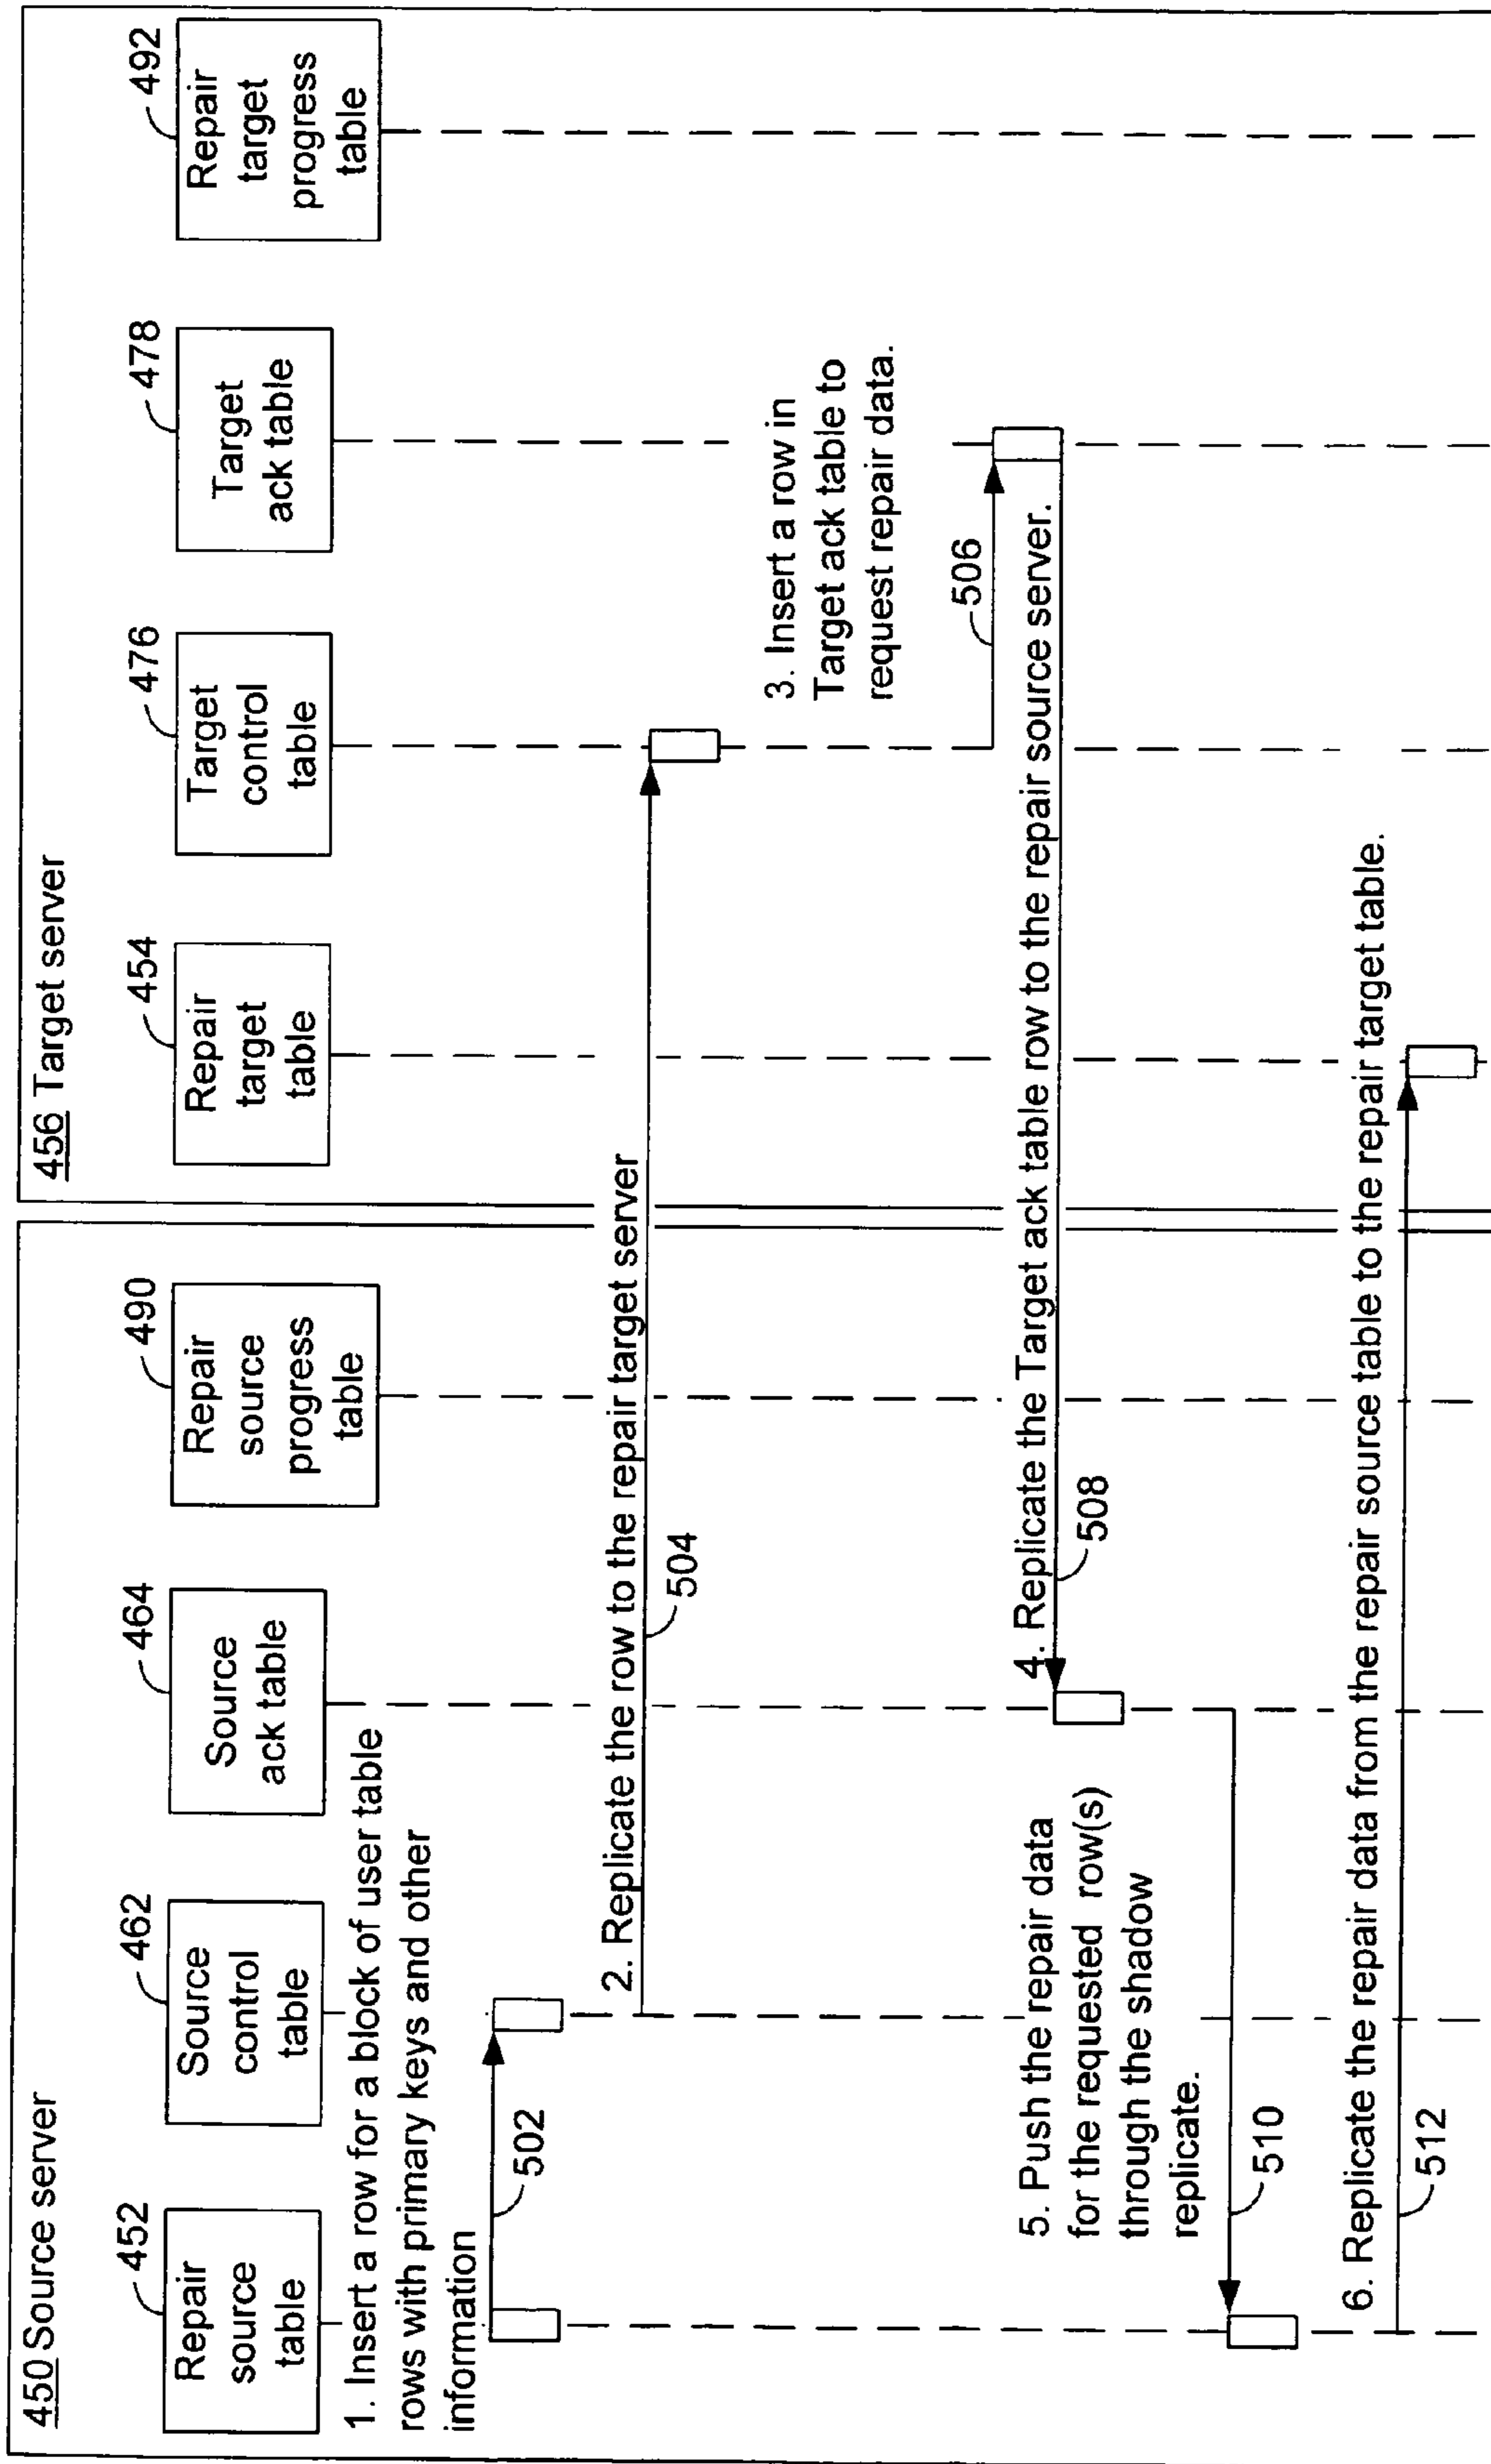 450 Source server
452
Repair
source
table
462
Source
control
table
464
Source
ack table
490
Repair
source
progress
table
456 Target server
454
Repair
target
table
476
Target
control
table
478
Target
ack table
492
Repair
target
progress
table
1. Insert a row for a block of user table
rows with primary keys and other
information
502
2. Replicate the row to the repair target server
504
3. Insert a row in
Target ack table to
request repair data.
506
4. Replicate the Target ack table row to the repair source server.
508
5. Push the repair data
for the requested row(s)
through the shadow
replicate.
510
6. Replicate the repair data from the repair source table to the repair target table.
512